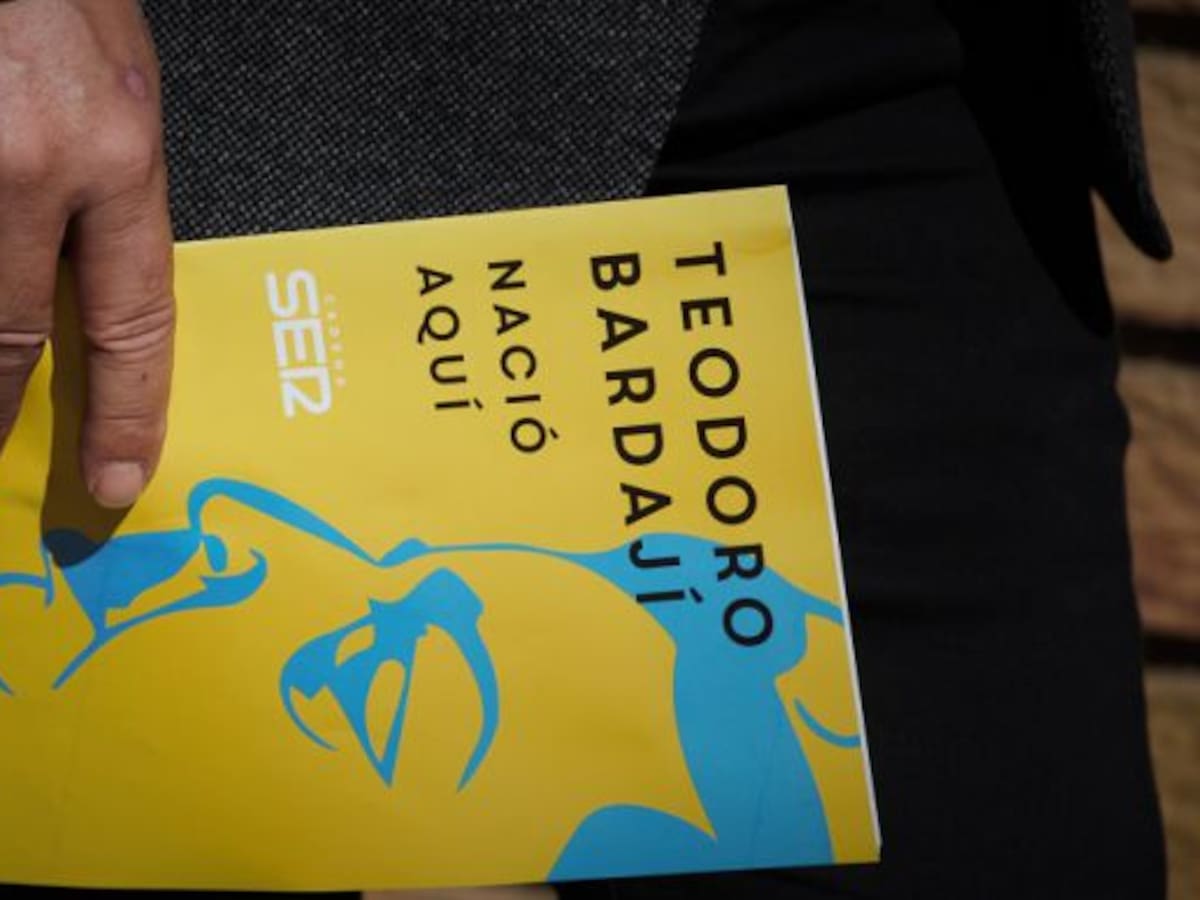 TEODORO
BARDAJÍ
NACIÓ
AQUÍ
CADENA
SER